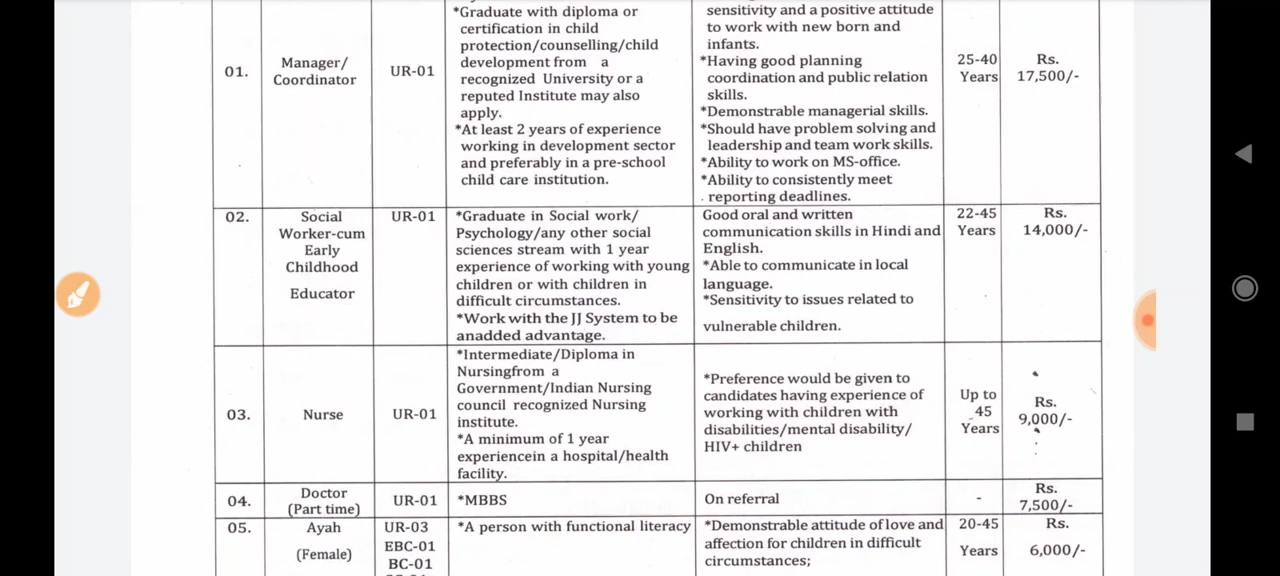 *Graduate with diploma or
certification in child
protection/counselling/child
development from a
recognized University or a
reputed Institute may also
apply.
*At least 2 years of experience
working in development sector
and preferably in a pre-school
child care institution.
sensitivity and a positive attitude
to work with new born and
infants.
*Having good planning
coordination and public relation
skills.
*Demonstrable managerial skills.
*Should have problem solving and
leadership and team work skills.
*Ability to work on MS-office.
*Ability to consistently meet
reporting deadlines.
01.
Manager/
Coordinator
UR-01
25-40
Years
Rs.
17,500/-
02.
Social
Worker-cum
Early
Childhood
Educator
UR-01
*Graduate in Social work/
Psychology/any other social
sciences stream with 1 year
experience of working with young
children or with children in
difficult circumstances.
*Work with the JJ System to be
anadded advantage.
Good oral and written
communication skills in Hindi and
English.
*Able to communicate in local
language.
*Sensitivity to issues related to
vulnerable children.
22-45
Years
Rs.
14,000/-
03.
Nurse
UR-01
*Intermediate/Diploma in
Nursingfrom a
Government/Indian Nursing
council recognized Nursing
institute.
*A minimum of 1 year
experiencein a hospital/health
facility.
*Preference would be given to
candidates having experience of
working with children with
disabilities/mental disability/
HIV+ children
Up to
45
Years
Rs.
9,000/-
04.
Doctor
(Part time)
UR-01
*MBBS
On referral
-
Rs.
7,500/-
05.
Ayah
(Female)
UR-03
EBC-01
BC-01
*A person with functional literacy
*Demonstrable attitude of love and
affection for children in difficult
circumstances;
20-45
Years
Rs.
6,000/-